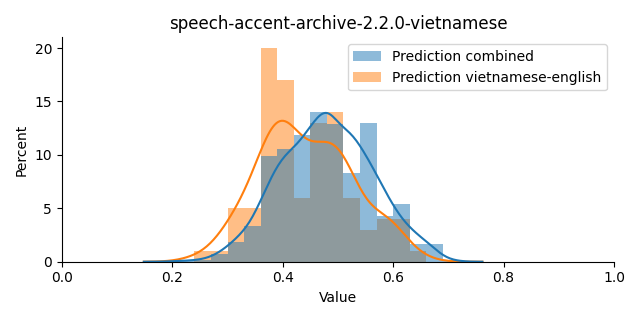 speech-accent-archive-2.2.0-vietnamese
Prediction combined
Prediction vietnamese-english
20
15
10
5
0
Percent
0.0 0.2 0.4 0.6 0.8 1.0
Value